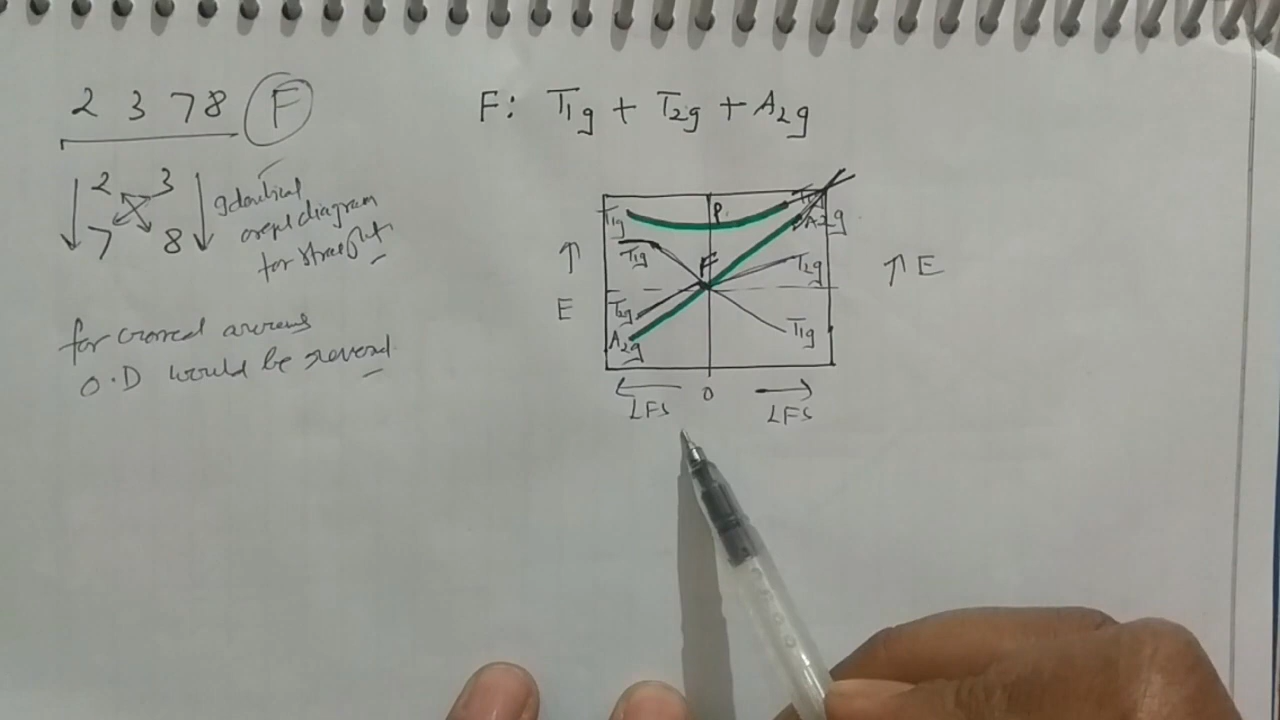 2 3 7 8 F
F: T1g + T2g + A2g
2 3
7 8
Identical
orgel diagram
for straight
for crossed arrows
O.D would be reversed
T1g P
A2g
T1g F T2g
T2g
A2g T1g
↑ E
↑ E
← 0 →
LFS LFS